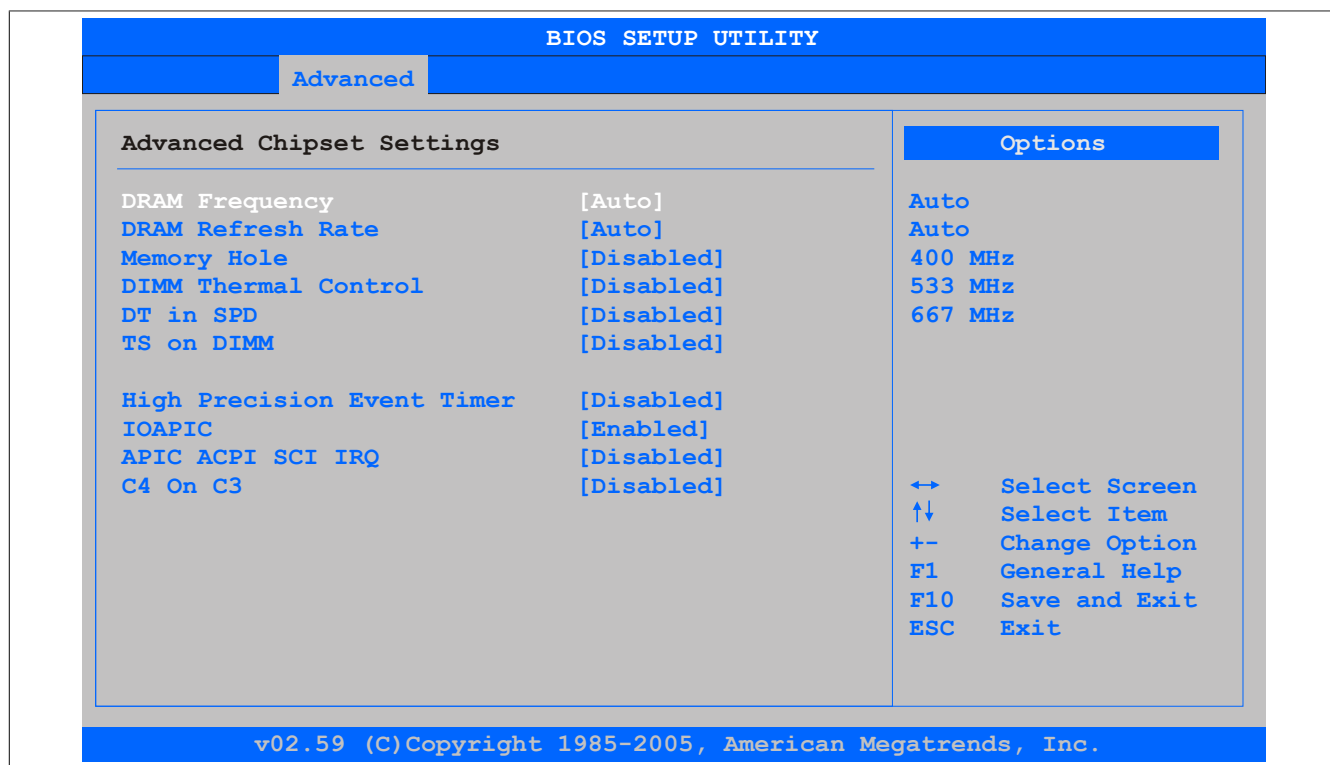 BIOS SETUP UTILITY
Advanced
Advanced Chipset Settings
DRAM Frequency [Auto]
DRAM Refresh Rate [Auto]
Memory Hole [Disabled]
DIMM Thermal Control [Disabled]
DT in SPD [Disabled]
TS on DIMM [Disabled]
High Precision Event Timer [Disabled]
IOAPIC [Enabled]
APIC ACPI SCI IRQ [Disabled]
C4 On C3 [Disabled]
Options
Auto
Auto
400 MHz
533 MHz
667 MHz
↔ Select Screen
↑↓ Select Item
+- Change Option
F1 General Help
F10 Save and Exit
ESC Exit
v02.59 (C)Copyright 1985-2005, American Megatrends, Inc.